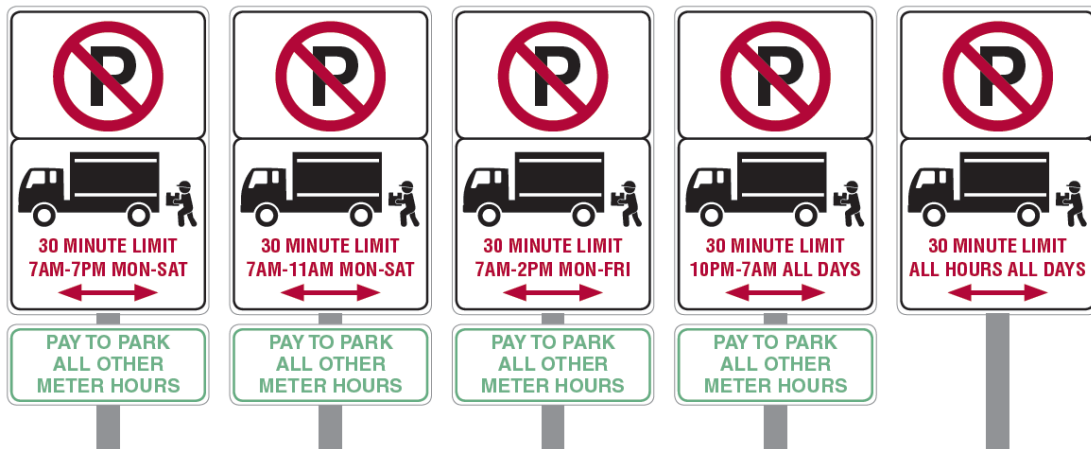 P
30 MINUTE LIMIT
7AM-7PM MON-SAT
PAY TO PARK
ALL OTHER
METER HOURS
P
30 MINUTE LIMIT
7AM-11AM MON-SAT
PAY TO PARK
ALL OTHER
METER HOURS
P
30 MINUTE LIMIT
7AM-2PM MON-FRI
PAY TO PARK
ALL OTHER
METER HOURS
P
30 MINUTE LIMIT
10PM-7AM ALL DAYS
PAY TO PARK
ALL OTHER
METER HOURS
P
30 MINUTE LIMIT
ALL HOURS ALL DAYS